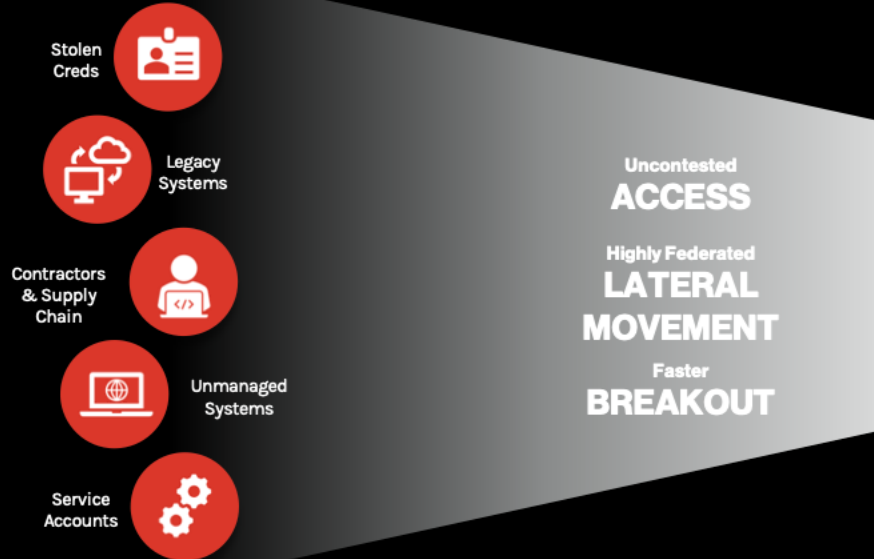 Stolen
Creds
Legacy
Systems
Contractors
& Supply
Chain
</>
Unmanaged
Systems
Service
Accounts
Uncontested
ACCESS
Highly Federated
LATERAL
MOVEMENT
Faster
BREAKOUT